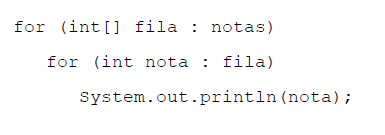 for (int[] fila : notas)
for (int nota : fila)
System.out.println(nota);